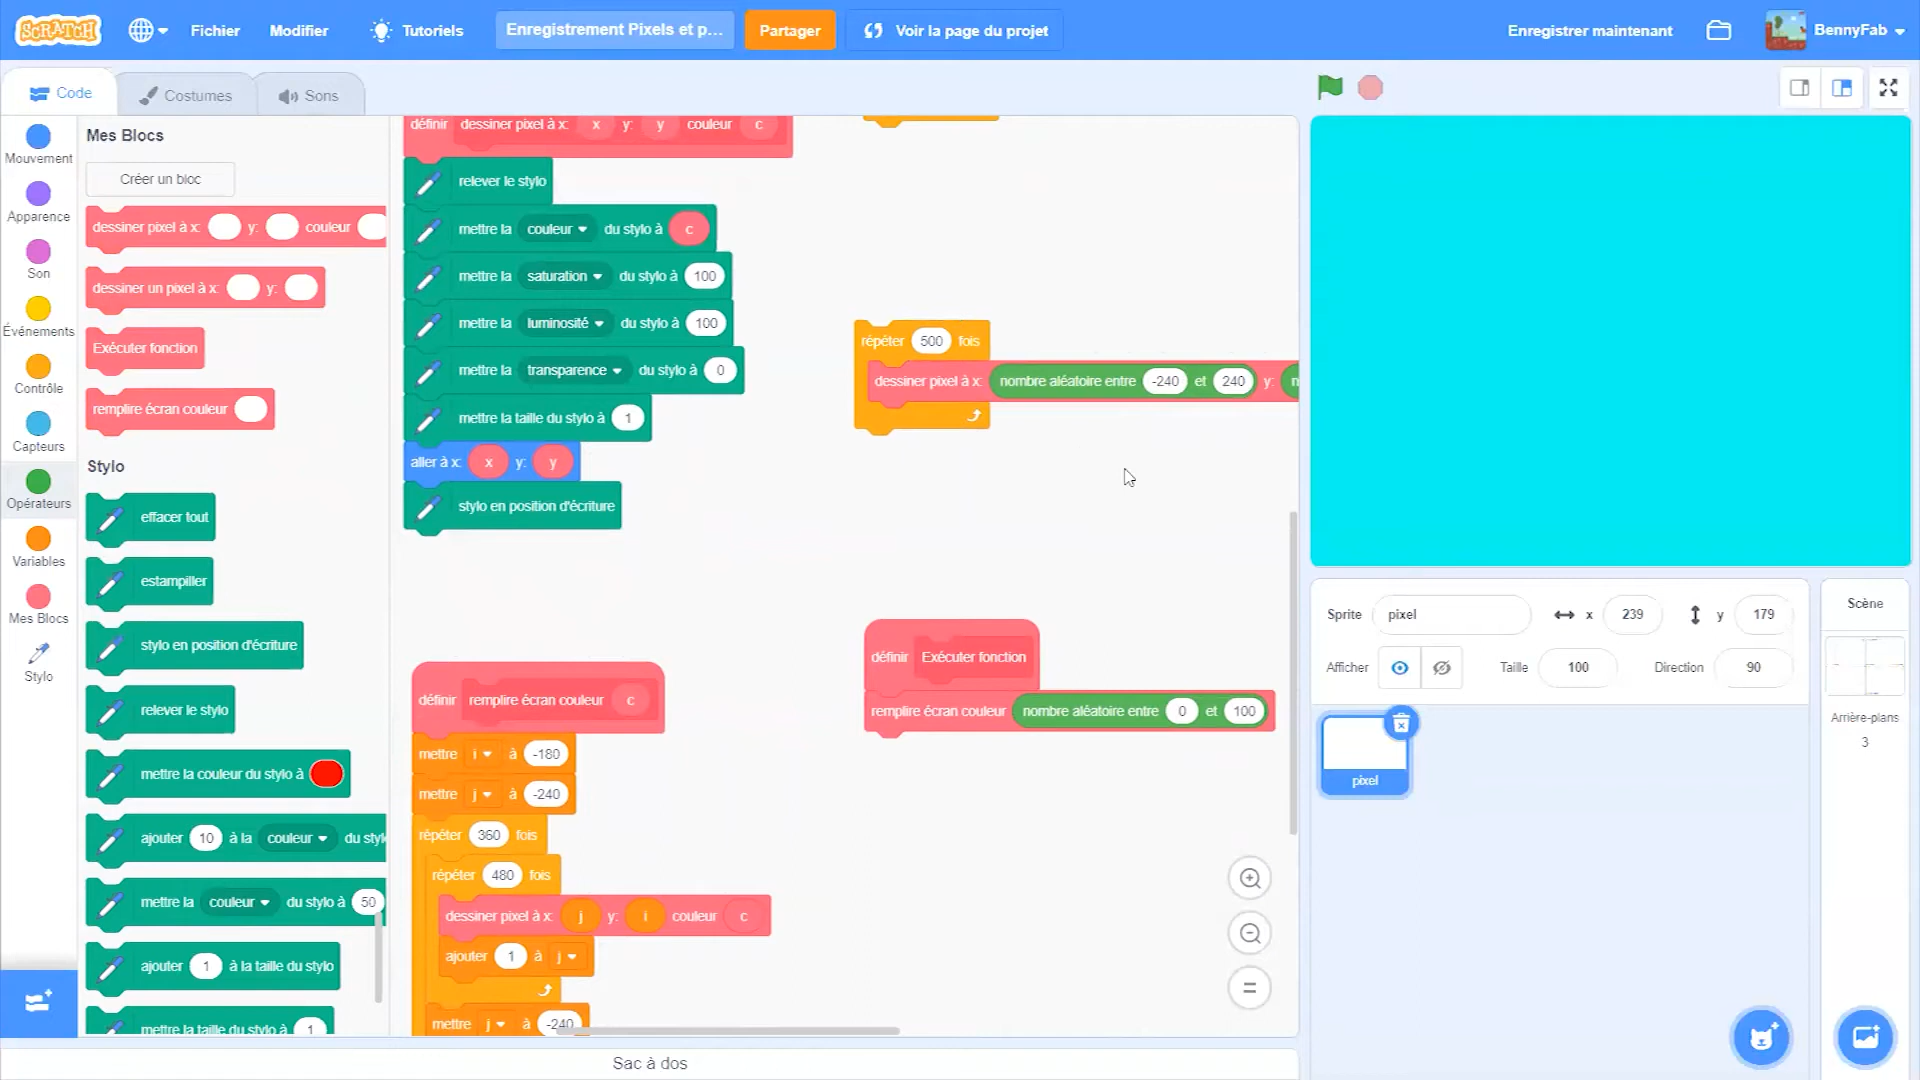 SCRATCH
Fichier
Modifier
Tutoriels
Enregistrement Pixels et p...
Partager
Voir la page du projet
Enregistrer maintenant
BennyFab
Code
Costumes
Sons
Mouvement
Apparence
Son
Événements
Contrôle
Capteurs
Opérateurs
Variables
Mes Blocs
Stylo
Mes Blocs
Créer un bloc
dessiner pixel à x: y: couleur
dessiner un pixel à x: y:
Exécuter fonction
remplire écran couleur
Stylo
effacer tout
estampiller
stylo en position d'écriture
relever le stylo
mettre la couleur du stylo à
ajouter 10 à la couleur du
mettre la couleur du stylo à 50
ajouter 1 à la taille du stylo
mettre la taille du stylo à 1
définir dessiner pixel à x: x y: y couleur c
relever le stylo
mettre la couleur du stylo à c
mettre la saturation du stylo à 100
mettre la luminosité du stylo à 100
mettre la transparence du stylo à 0
mettre la taille du stylo à 1
aller à x: x y: y
stylo en position d'écriture
répéter 500 fois
dessiner pixel à x: nombre aléatoire entre -240 et 240 y:
définir remplire écran couleur c
mettre i à -180
mettre j à -240
répéter 360 fois
répéter 480 fois
dessiner pixel à x: j y: i couleur c
ajouter 1 à j
mettre j à -240
définir Exécuter fonction
remplire écran couleur nombre aléatoire entre 0 et 100
Sprite pixel x 239 y 179
Afficher Taille 100 Direction 90
pixel
Scène
Arrière-plans
3
Sac à dos